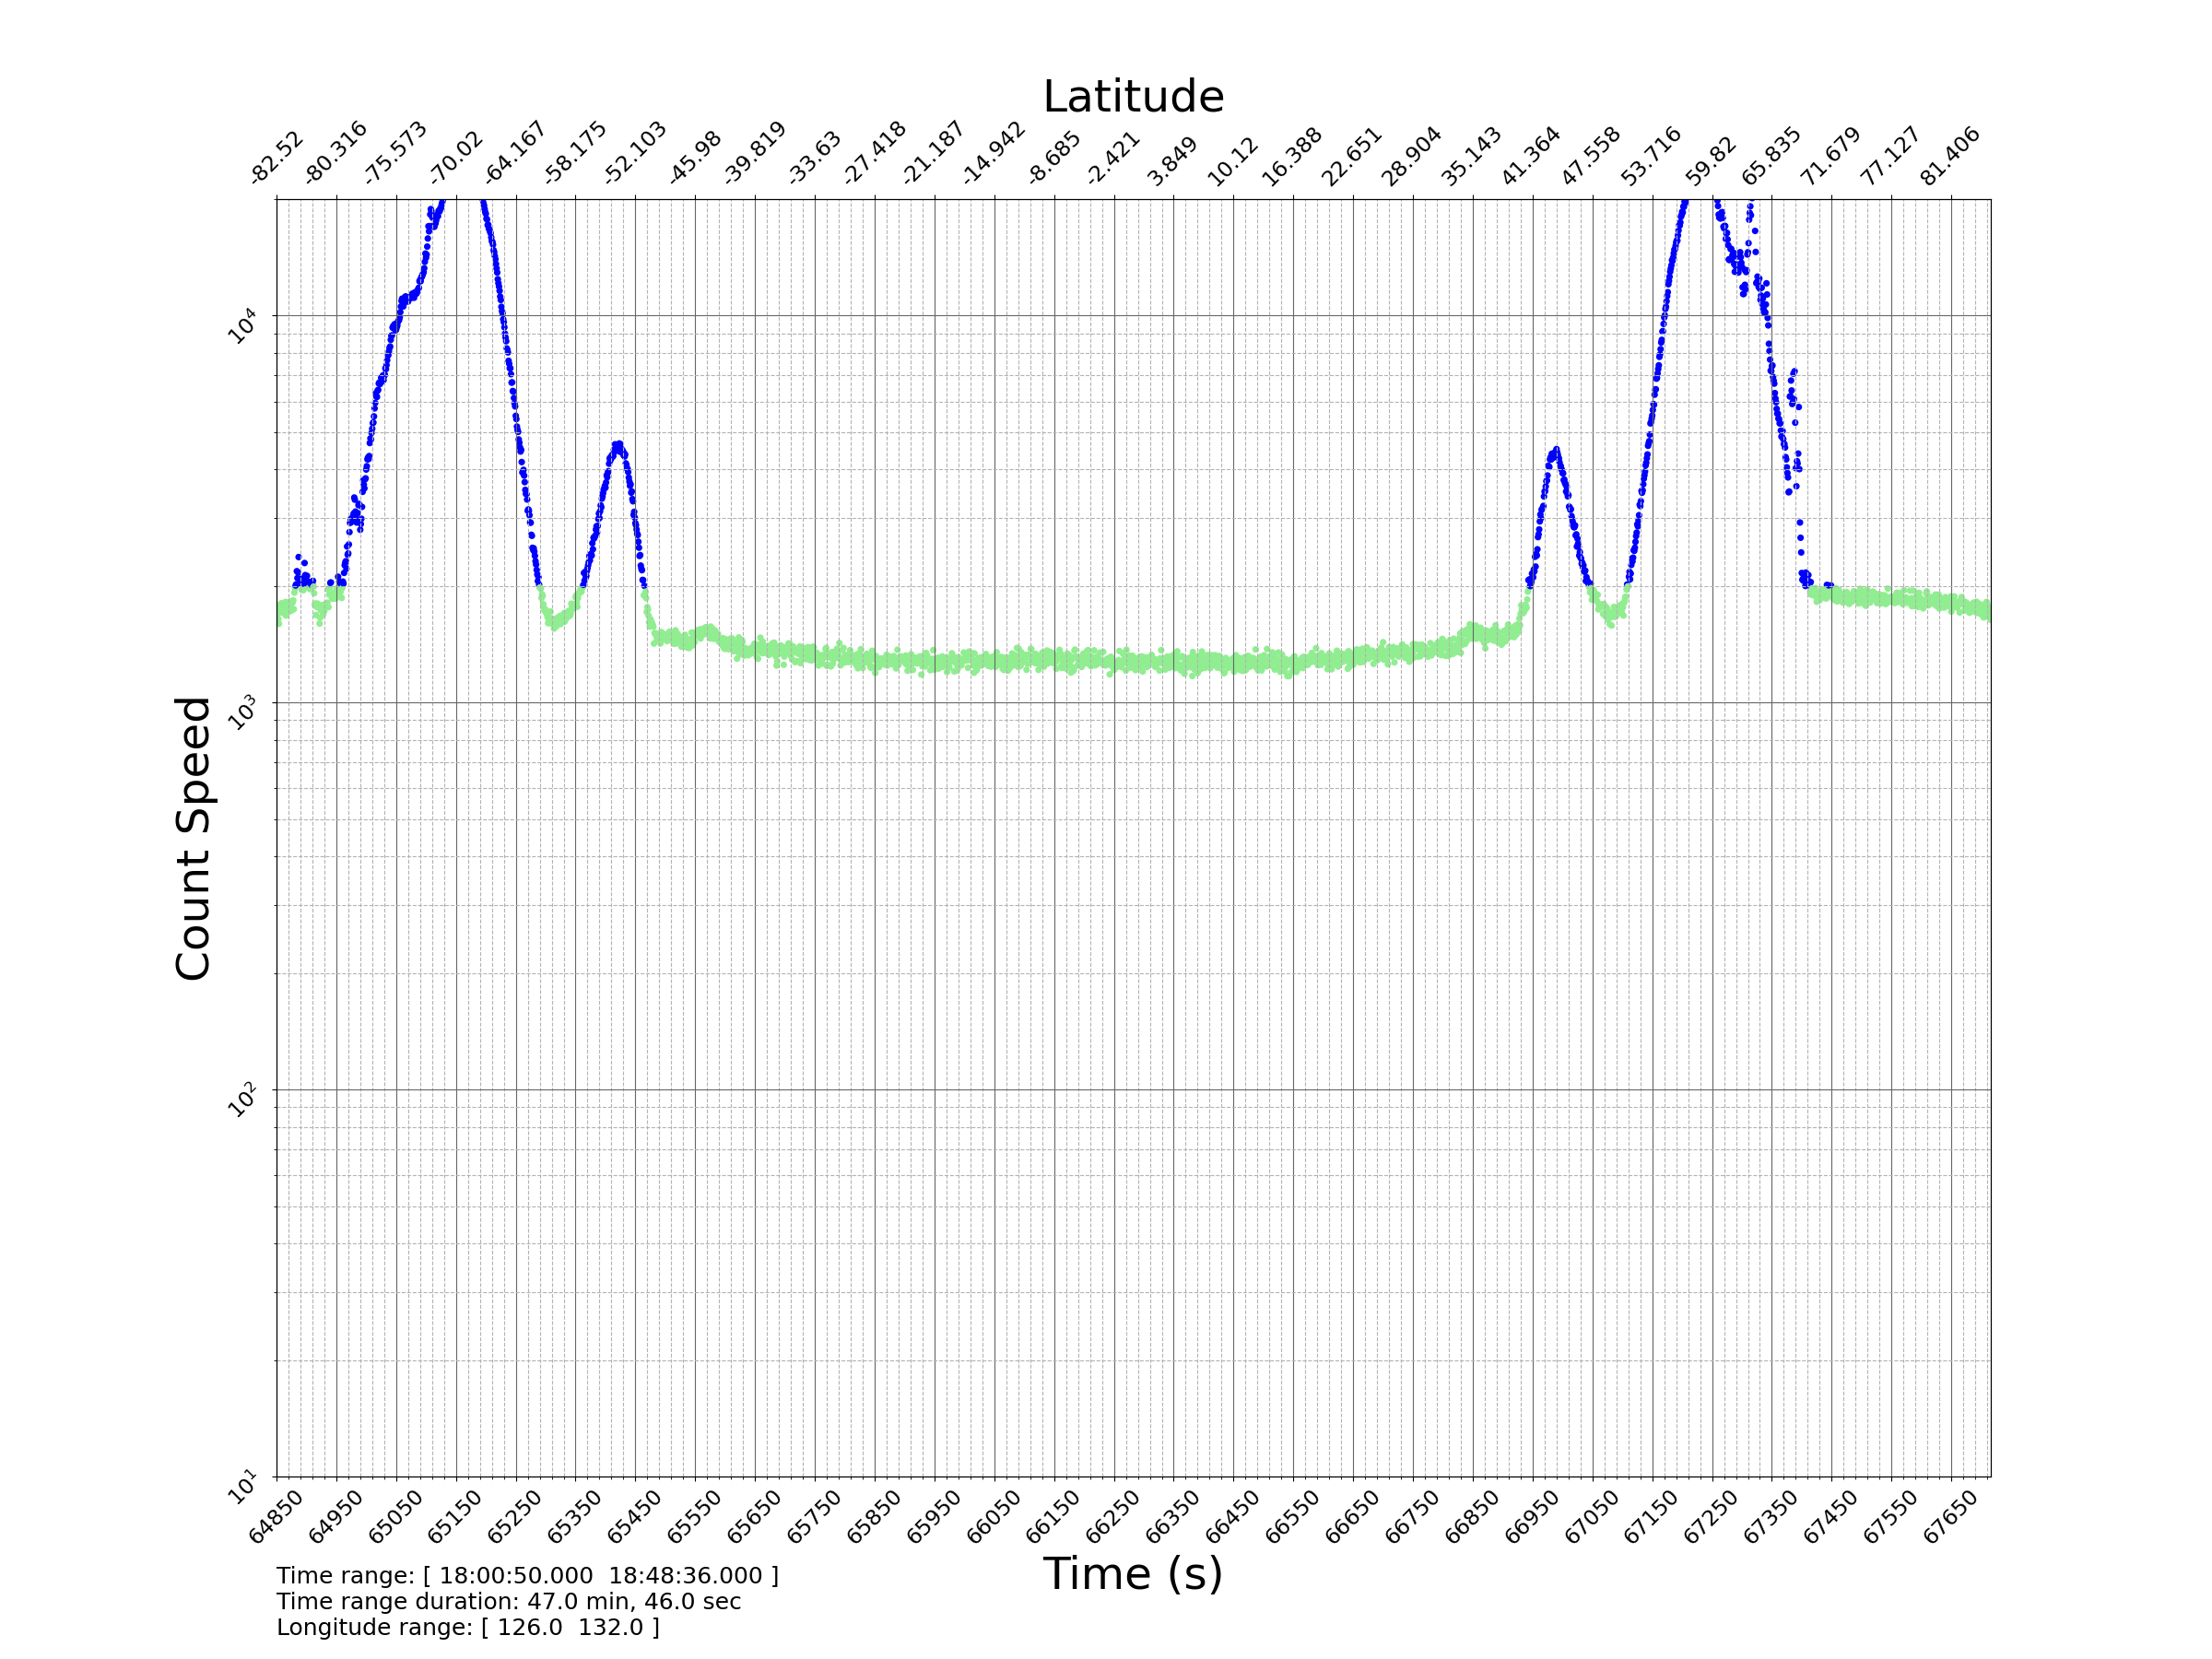 Latitude
-82.52 -80.316 -75.573 -70.02 -64.167 -58.175 -52.103 -45.98 -39.819 -33.63 -27.418 -21.187 -14.942 -8.685 -2.421 3.849 10.12 16.388 22.651 28.904 35.143 41.364 47.558 53.716 59.82 65.835 71.679 77.127 81.406
10⁴
10³
Count Speed
10²
10¹
64850 64950 65050 65150 65250 65350 65450 65550 65650 65750 65850 65950 66050 66150 66250 66350 66450 66550 66650 66750 66850 66950 67050 67150 67250 67350 67450 67550 67650
Time (s)
Time range: [ 18:00:50.000  18:48:36.000 ]
Time range duration: 47.0 min, 46.0 sec
Longitude range: [ 126.0  132.0 ]